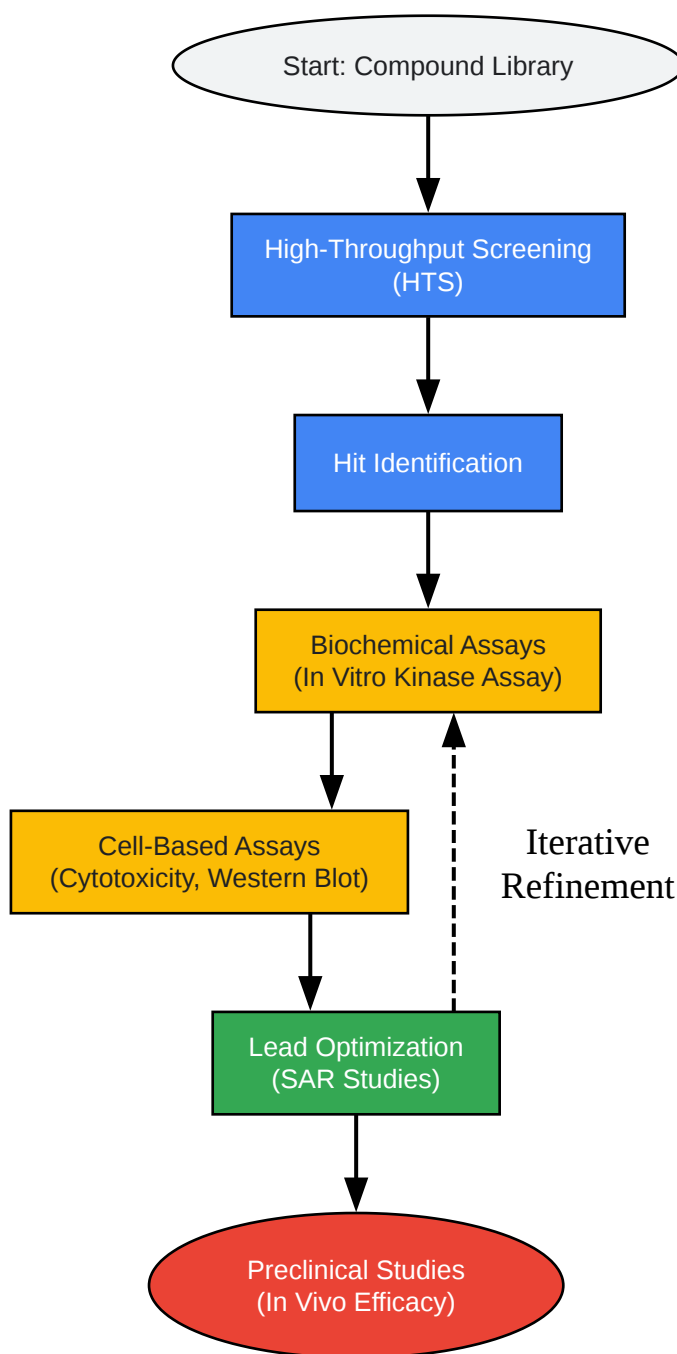 Start: Compound Library
High-Throughput Screening
(HTS)
Hit Identification
Biochemical Assays
(In Vitro Kinase Assay)
Cell-Based Assays
(Cytotoxicity, Western Blot)
Iterative
Refinement
Lead Optimization
(SAR Studies)
Preclinical Studies
(In Vivo Efficacy)